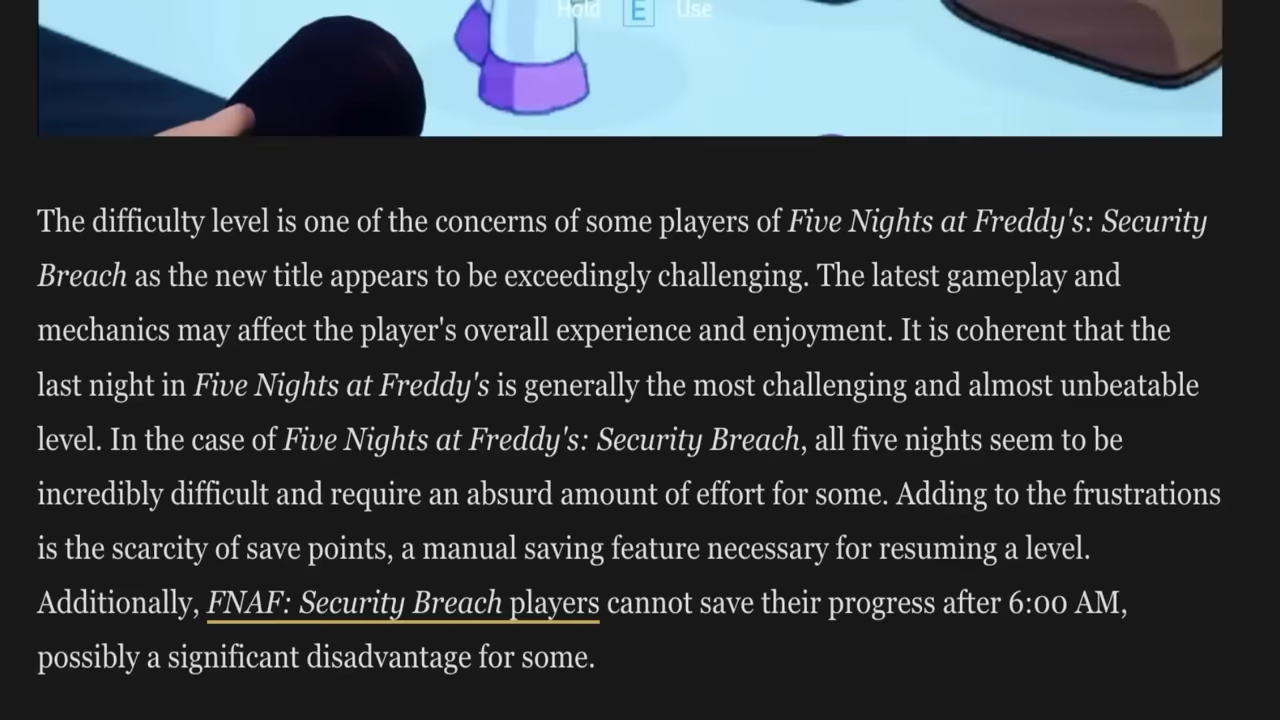 Hold E Use
The difficulty level is one of the concerns of some players of Five Nights at Freddy's: Security
Breach as the new title appears to be exceedingly challenging. The latest gameplay and
mechanics may affect the player's overall experience and enjoyment. It is coherent that the
last night in Five Nights at Freddy's is generally the most challenging and almost unbeatable
level. In the case of Five Nights at Freddy's: Security Breach, all five nights seem to be
incredibly difficult and require an absurd amount of effort for some. Adding to the frustrations
is the scarcity of save points, a manual saving feature necessary for resuming a level.
Additionally, FNAF: Security Breach players cannot save their progress after 6:00 AM,
possibly a significant disadvantage for some.